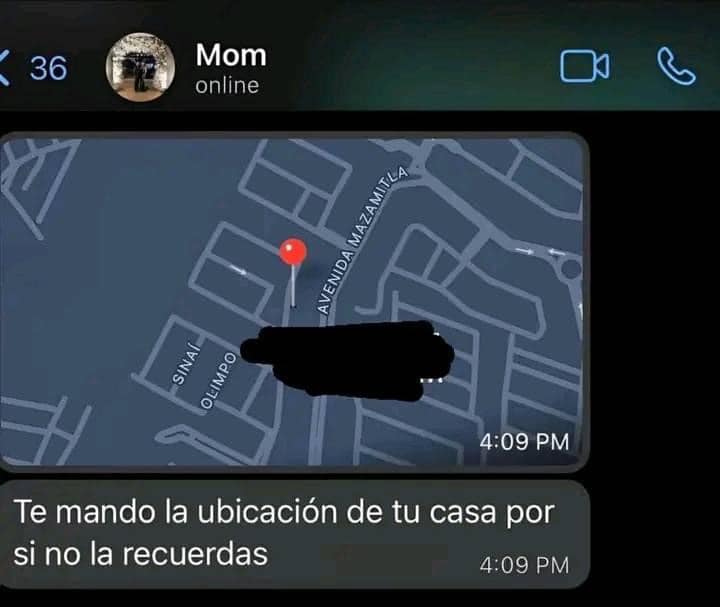 36
Mom
online
AVENIDA MAZAMITLA
SINAÍ
OLIMPO
4:09 PM
Te mando la ubicación de tu casa por
si no la recuerdas
4:09 PM